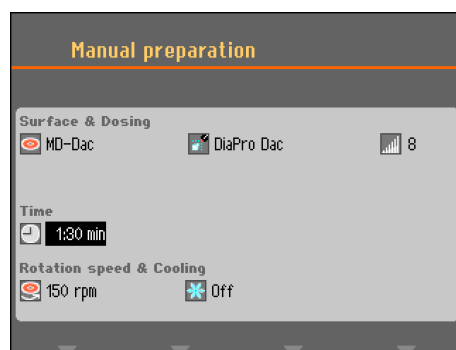 Manual preparation
Surface & Dosing
MD-Dac DiaPro Dac 8
Time
1:30 min
Rotation speed & Cooling
150 rpm Off